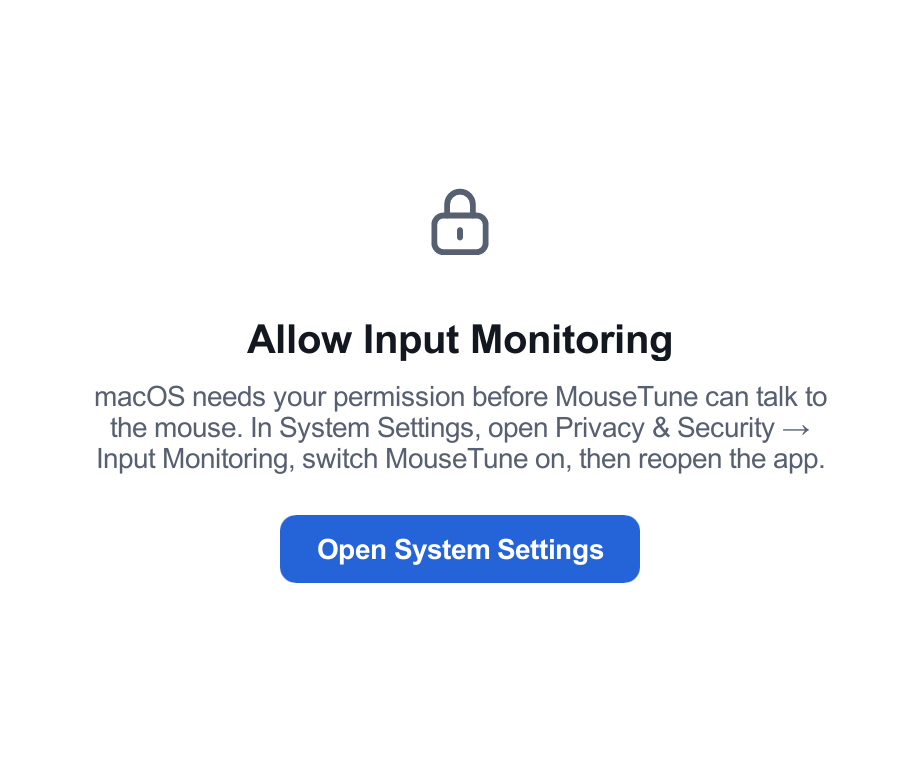 Allow Input Monitoring
macOS needs your permission before MouseTune can talk to
the mouse. In System Settings, open Privacy & Security →
Input Monitoring, switch MouseTune on, then reopen the app.
Open System Settings